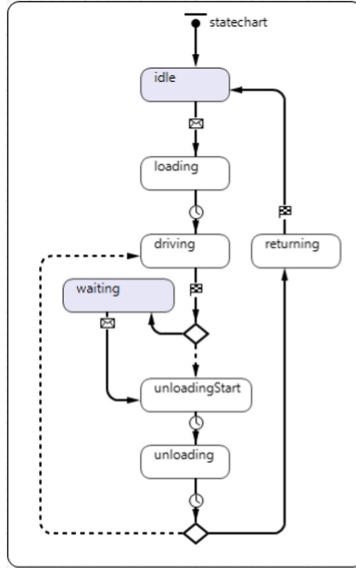 statechart
idle
loading
driving
returning
waiting
unloadingStart
unloading